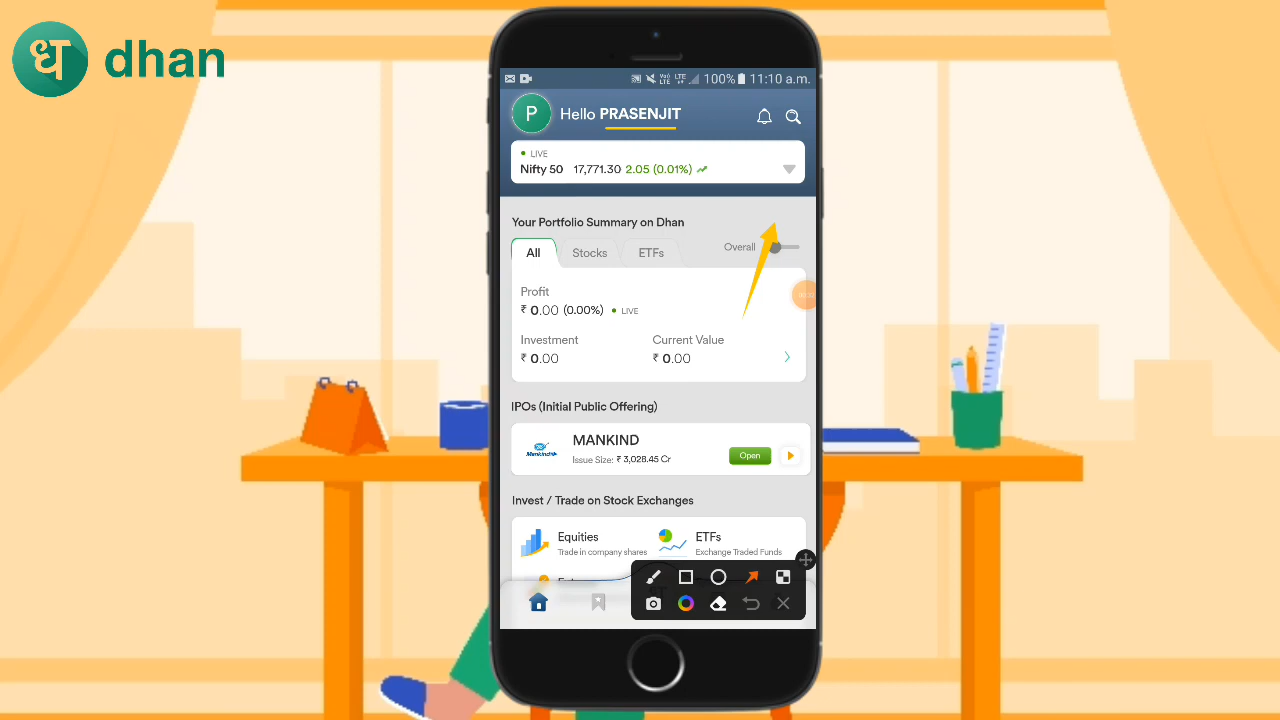 ध dhan
LTE LTE 100% 11:10 a.m.
P Hello PRASENJIT
LIVE
Nifty 50 17,771.30 2.05 (0.01%)
Your Portfolio Summary on Dhan
All Stocks ETFs Overall
Profit
₹ 0.00 (0.00%) LIVE
Investment Current Value
₹ 0.00 ₹ 0.00
IPOs (Initial Public Offering)
MANKIND
Mankind Issue Size: ₹ 3,028.45 Cr Open
Invest / Trade on Stock Exchanges
Equities ETFs
Trade in company shares Exchange Traded Funds